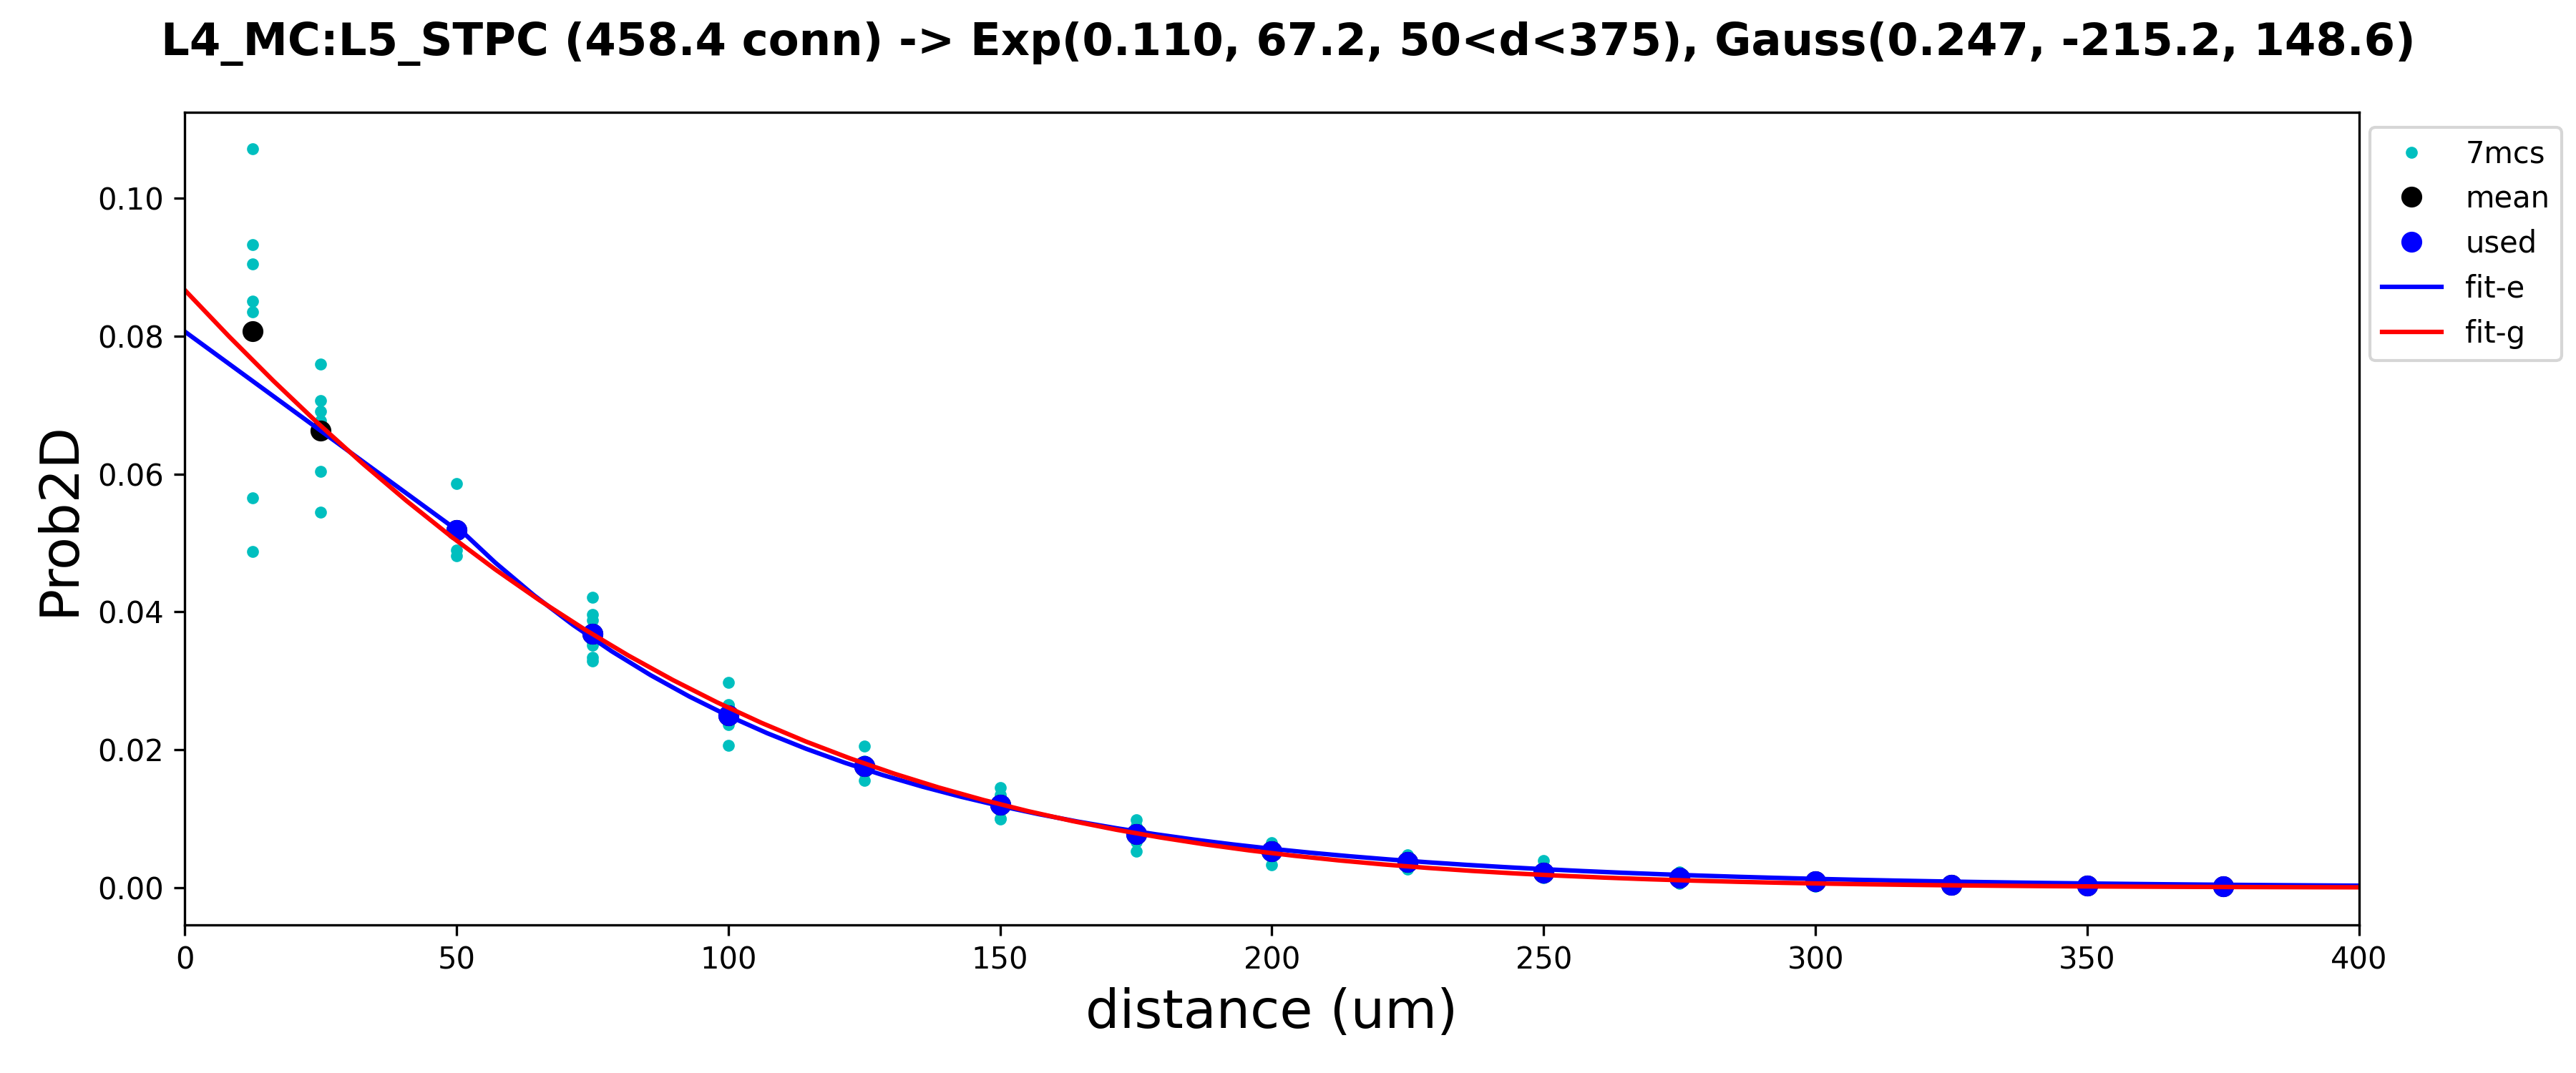 L4_MC:L5_STPC (458.4 conn) -> Exp(0.110, 67.2, 50<d<375), Gauss(0.247, -215.2, 148.6)
7mcs
mean
used
fit-e
fit-g
Prob2D
0.10
0.08
0.06
0.04
0.02
0.00
0 50 100 150 200 250 300 350 400
distance (um)